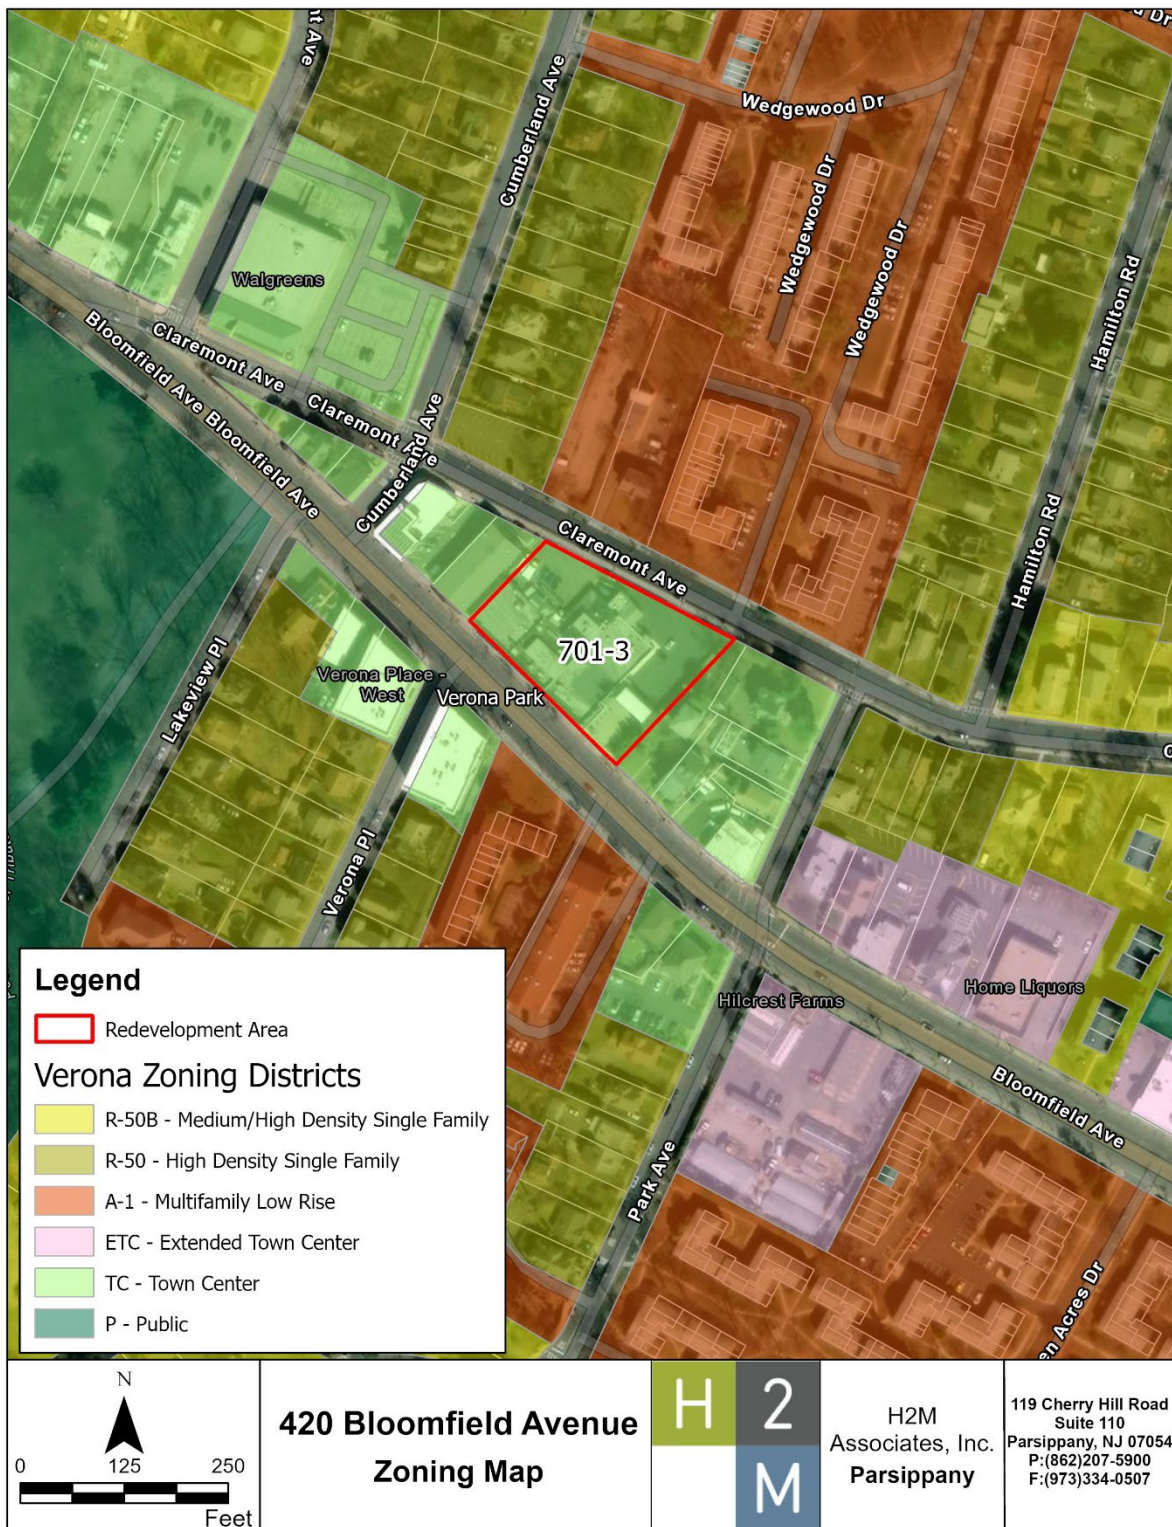 nt Ave
Cumberland Ave
Wedgewood Dr
Wedgewood Dr
Wedgewood Dr
Hamilton Rd
Walgreens
Claremont Ave
Claremont Ave
Bloomfield Ave
Bloomfield Ave
Cumberland Ave
Claremont Ave
Hamilton Rd
701-3
Lakeview Pl
Verona Place -
West
Verona Park
Verona Pl
Hilcrest Farms
Home Liquors
Bloomfield Ave
Park Ave
en Acres Dr
Legend
Redevelopment Area
Verona Zoning Districts
R-50B - Medium/High Density Single Family
R-50 - High Density Single Family
A-1 - Multifamily Low Rise
ETC - Extended Town Center
TC - Town Center
P - Public
N
0 125 250
Feet
420 Bloomfield Avenue
Zoning Map
H 2
M
H2M
Associates, Inc.
Parsippany
119 Cherry Hill Road
Suite 110
Parsippany, NJ 07054
P:(862)207-5900
F:(973)334-0507